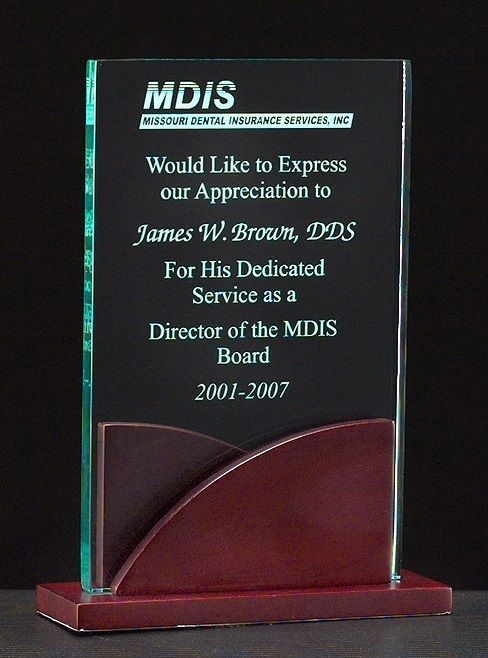 MDIS
MISSOURI DENTAL INSURANCE SERVICES, INC
Would Like to Express
our Appreciation to
James W. Brown, DDS
For His Dedicated
Service as a
Director of the MDIS
Board
2001-2007